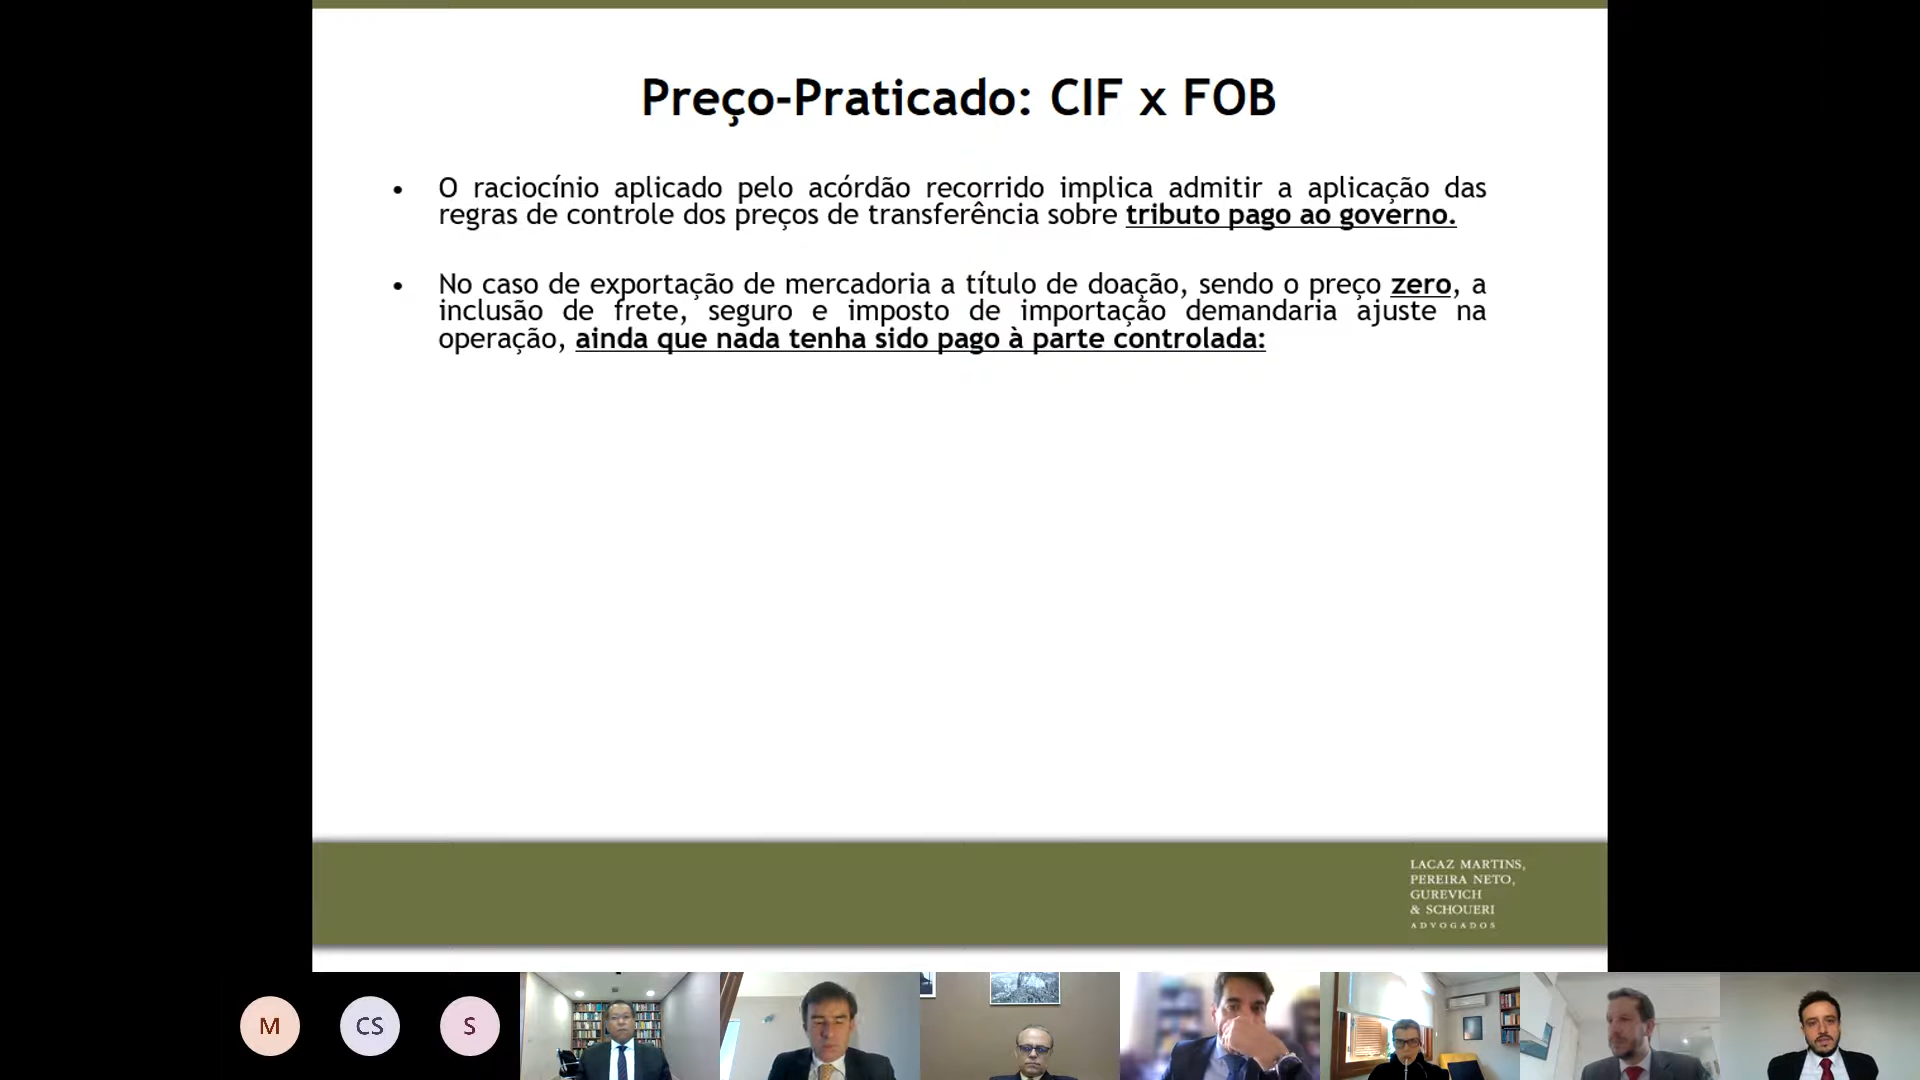 Preço-Praticado: CIF x FOB
• O raciocínio aplicado pelo acórdão recorrido implica admitir a aplicação das
regras de controle dos preços de transferência sobre tributo pago ao governo.
• No caso de exportação de mercadoria a título de doação, sendo o preço zero, a
inclusão de frete, seguro e imposto de importação demandaria ajuste na
operação, ainda que nada tenha sido pago à parte controlada:
LACAZ MARTINS,
PEREIRA NETO,
GUREVICH
& SCHOUERI
ADVOGADOS
M
CS
S